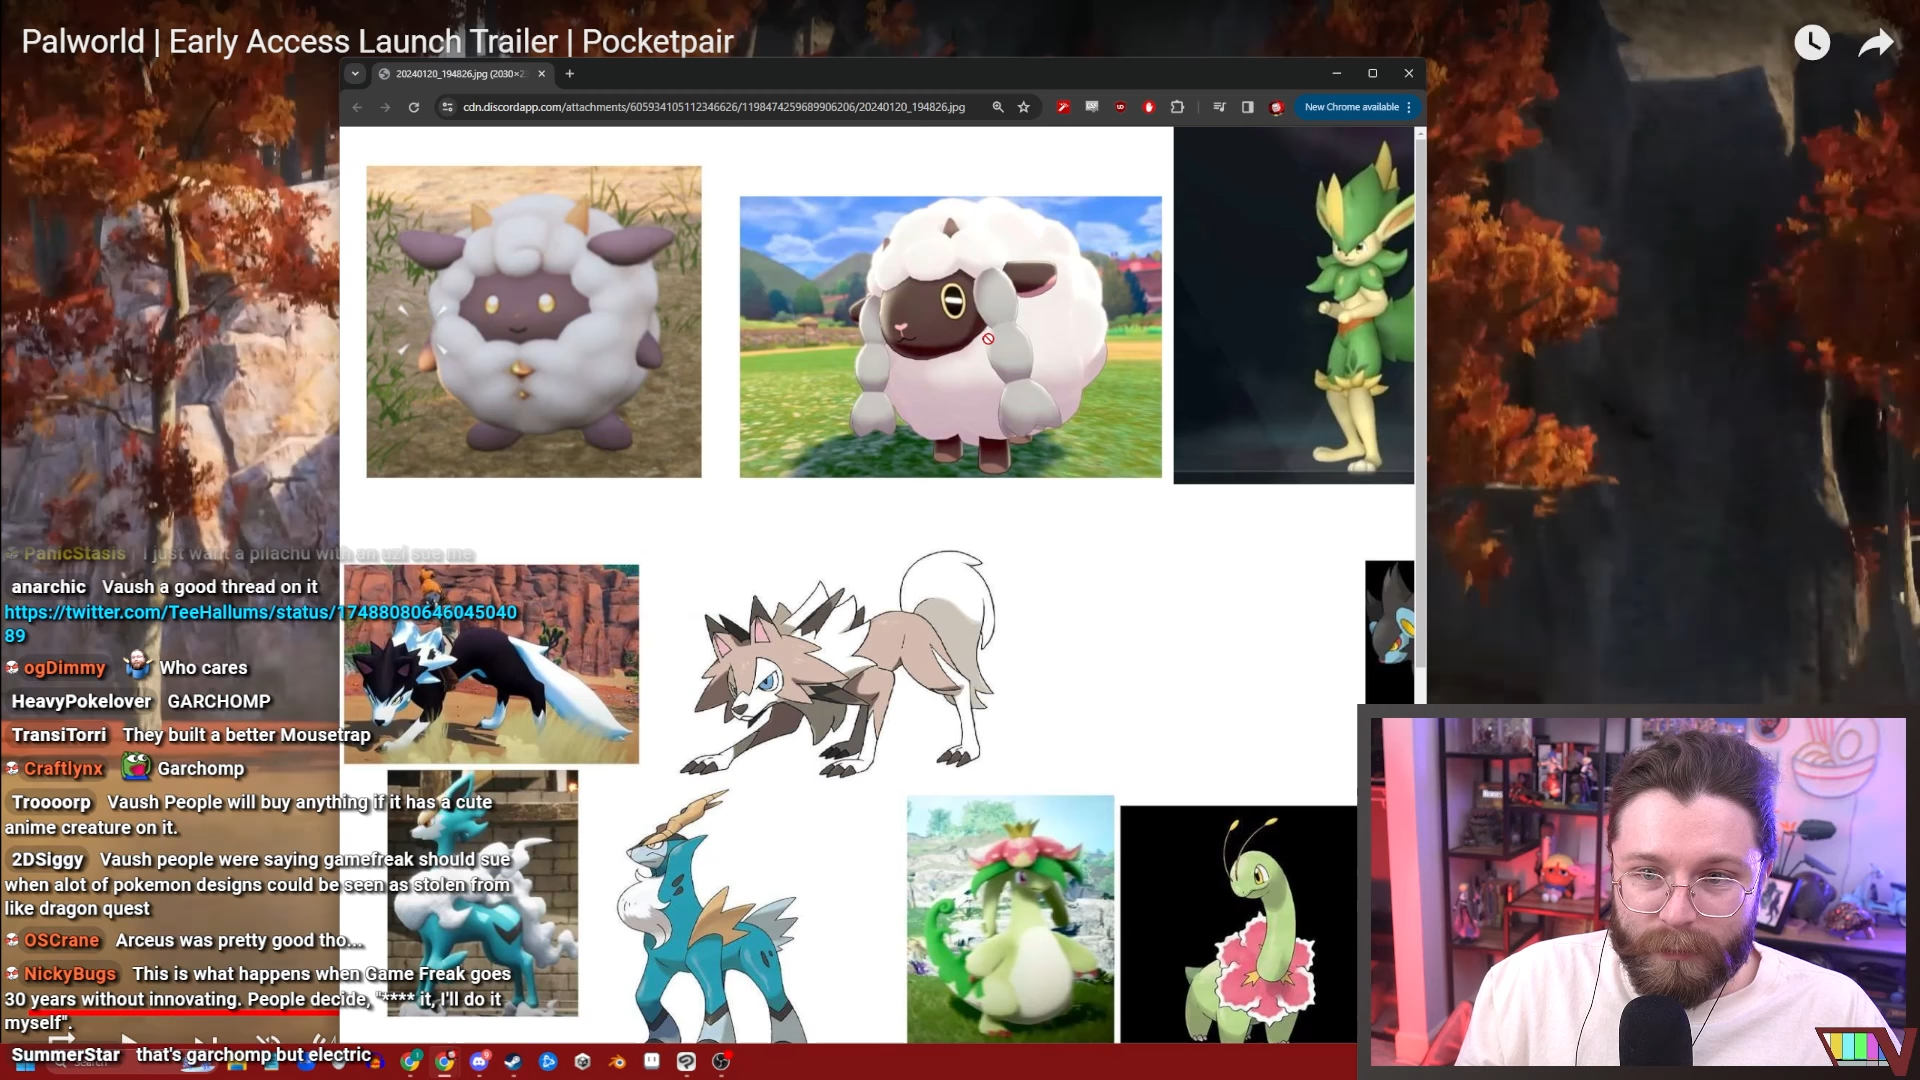 Palworld | Early Access Launch Trailer | Pocketpair
20240120_194826.jpg (2030×2
cdn.discordapp.com/attachments/605934105112346626/1198474259689906206/20240120_194826.jpg
New Chrome available
PanicStasis I just want a pilachu with an uzi sue me
anarchic Vaush a good thread on it
https://twitter.com/TeeHallums/status/17488080646045040
89
ogDimmy Who cares
HeavyPokelover GARCHOMP
TransiTorri They built a better Mousetrap
Craftlynx Garchomp
Troooorp Vaush People will buy anything if it has a cute
anime creature on it.
2DSiggy Vaush people were saying gamefreak should sue
when alot of pokemon designs could be seen as stolen from
like dragon quest
OSCrane Arceus was pretty good tho...
NickyBugs This is what happens when Game Freak goes
30 years without innovating. People decide, "**** it, I'll do it
myself".
SummerStar that's garchomp but electric
Search